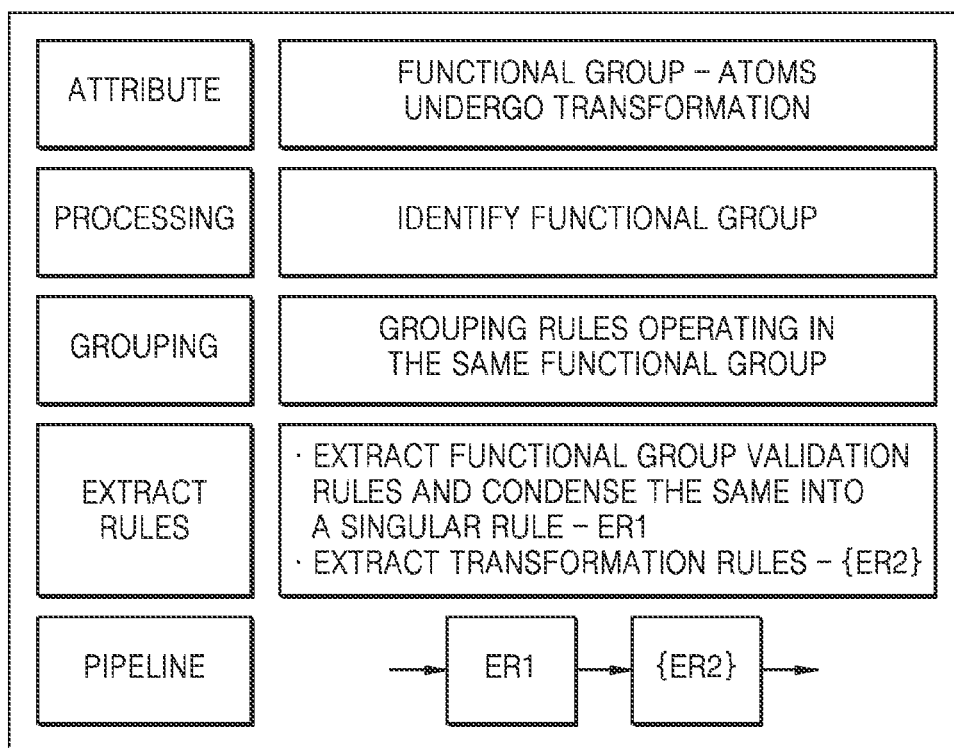 ATTRIBUTE
FUNCTIONAL GROUP – ATOMS
UNDERGO TRANSFORMATION
PROCESSING
IDENTIFY FUNCTIONAL GROUP
GROUPING
GROUPING RULES OPERATING IN
THE SAME FUNCTIONAL GROUP
EXTRACT
RULES
· EXTRACT FUNCTIONAL GROUP VALIDATION
RULES AND CONDENSE THE SAME INTO
A SINGULAR RULE – ER1
· EXTRACT TRANSFORMATION RULES – {ER2}
PIPELINE
ER1
{ER2}